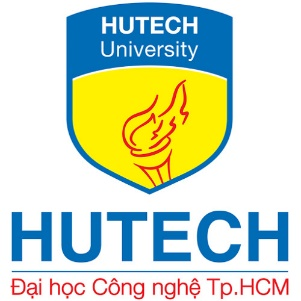 HUTECH
University
HUTECH
Đại học Công nghệ Tp.HCM